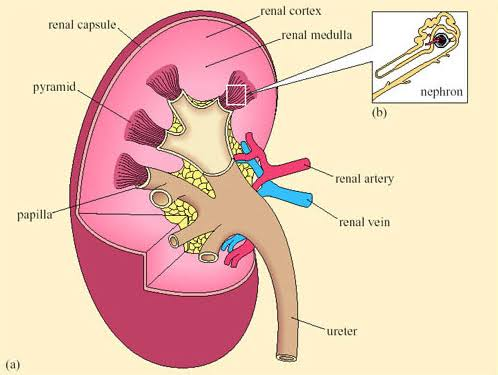 renal cortex
renal capsule
renal medulla
pyramid
nephron
(b)
renal artery
papilla
renal vein
ureter
(a)